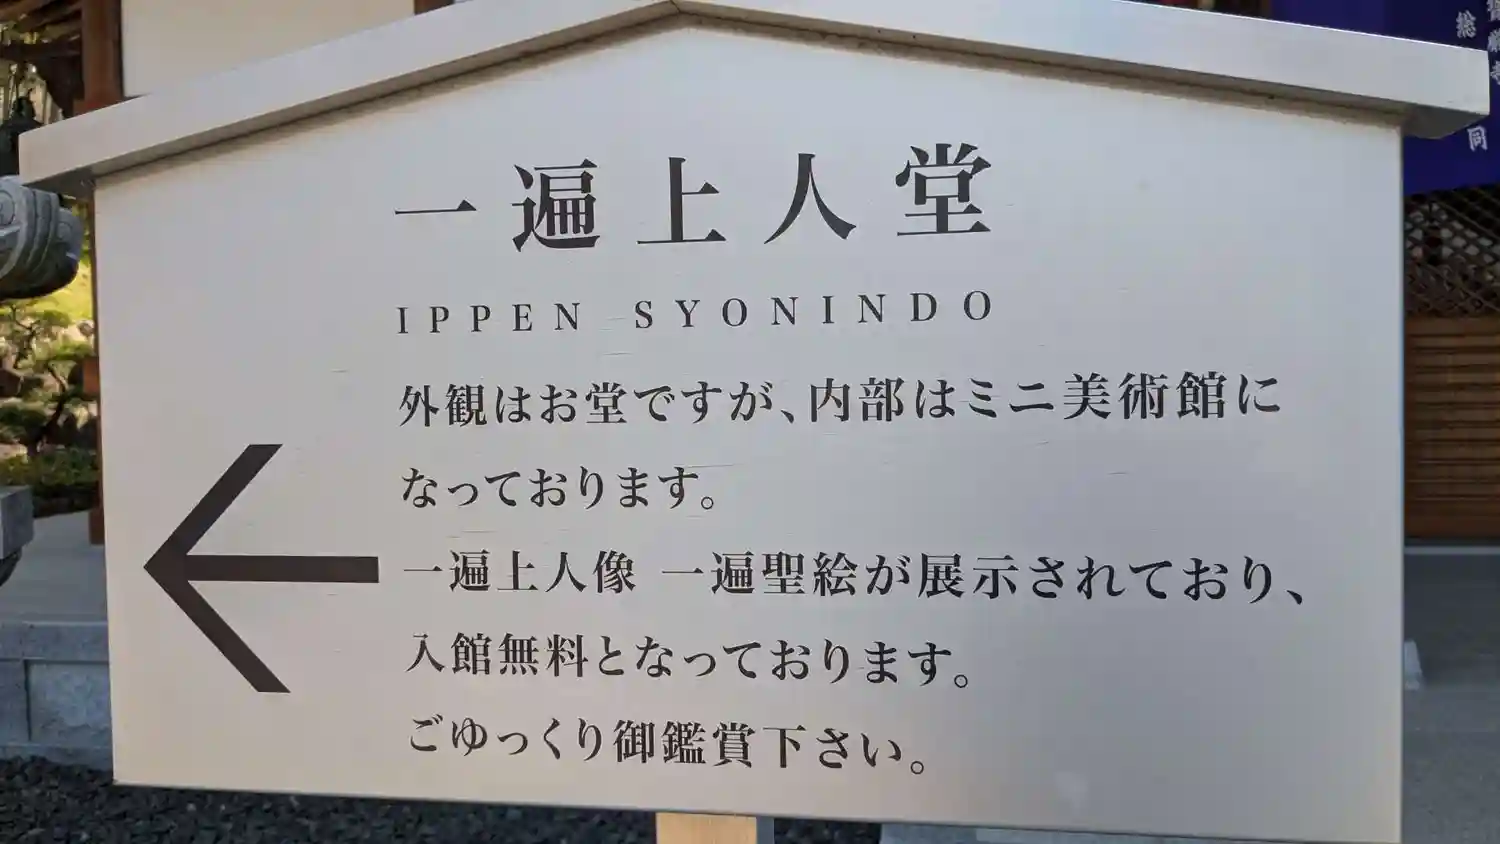 一遍上人堂
IPPEN SYONINDO
外観はお堂ですが、内部はミニ美術館に
なっております。
一遍上人像 一遍聖絵が展示されており、
入館無料となっております。
ごゆっくり御鑑賞下さい。
総
同